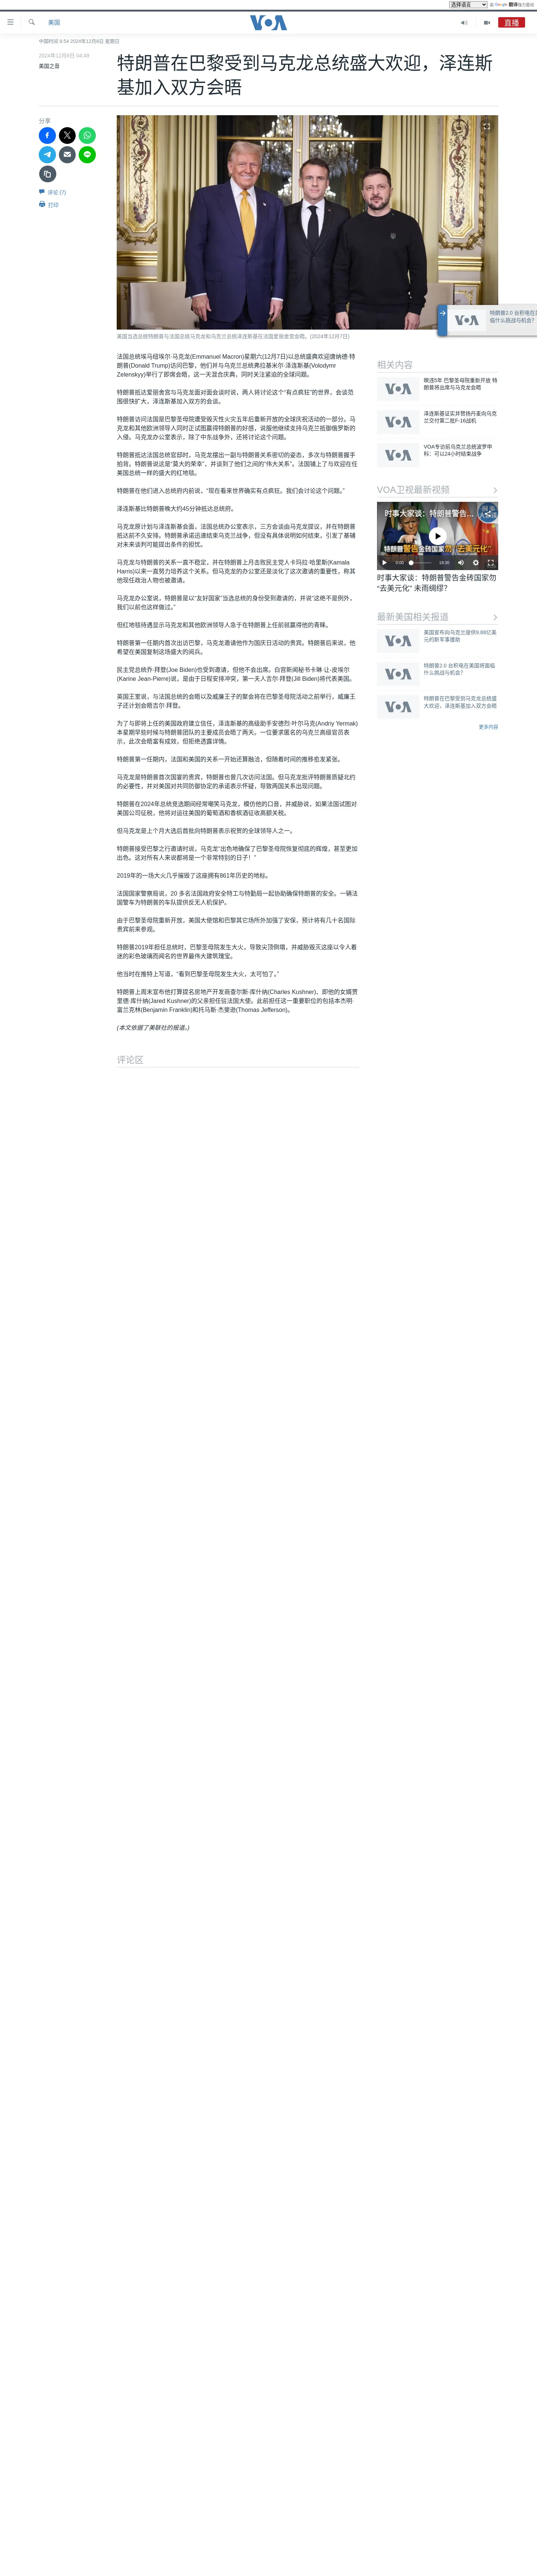 选择语言
由 Google 翻译强力驱动
美国
VOA
直播
中国时间 9:54 2024年12月8日 星期日
2024年12月8日 04:49
美国之音
特朗普在巴黎受到马克龙总统盛大欢迎，泽连斯
基加入双方会晤
分享
评论 (7)
打印
美国当选总统特朗普与法国总统马克龙和乌克兰总统泽连斯基在法国爱丽舍宫会晤。(2024年12月7日)
法国总统埃马纽埃尔·马克龙(Emmanuel Macron)星期六(12月7日)以总统盛典欢迎唐纳德·特
朗普(Donald Trump)访问巴黎，他们并与乌克兰总统弗拉基米尔·泽连斯基(Volodymr
Zelenskyy)举行了即席会晤，这一天混合庆典，同时关注紧迫的全球问题。
特朗普抵达爱丽舍宫与马克龙面对面会谈时说，两人将讨论这个“有点疯狂”的世界，会谈范
围很快扩大，泽连斯基加入双方的会谈。
特朗普访问法国是巴黎圣母院遭受毁灭性火灾五年后重新开放的全球庆祝活动的一部分。马
克龙和其他欧洲领导人同时正试图赢得特朗普的好感，说服他继续支持乌克兰抵御俄罗斯的
入侵。马克龙办公室表示，除了中东战争外，还将讨论这个问题。
特朗普抵达法国总统官邸时，马克龙摆出一副与特朗普关系密切的姿态，多次与特朗普握手
拍背。特朗普说这是“莫大的荣幸”，并谈到了他们之间的“伟大关系”。法国铺上了与欢迎在任
美国总统一样的盛大的红地毯。
特朗普在他们进入总统府内前说，“现在看来世界确实有点疯狂。我们会讨论这个问题。”
泽连斯基比特朗普晚大约45分钟抵达总统府。
马克龙原计划与泽连斯基会面。法国总统办公室表示，三方会谈由马克龙提议，并在特朗普
抵达前不久安排。特朗普承诺迅速结束乌克兰战争，但没有具体说明如何结束，引发了基辅
对未来谈判可能提出条件的担忧。
马克龙与特朗普的关系一直不稳定，并在特朗普上月击败民主党人卡玛拉·哈里斯(Kamala
Harris)以来一直努力培养这个关系。但马克龙的办公室还是淡化了这次邀请的重要性，称其
他现任政治人物也被邀请。
马克龙办公室说，特朗普是以“友好国家”当选总统的身份受到邀请的，并说“这绝不是例外，
我们以前也这样做过。”
但红地毯待遇显示马克龙和其他欧洲领导人急于在特朗普上任前就赢得他的青睐。
特朗普第一任期内首次出访巴黎，马克龙邀请他作为国庆日活动的贵宾。特朗普后来说，他
希望在美国复制这场盛大的阅兵。
民主党总统乔·拜登(Joe Biden)也受到邀请，但他不会出席。白宫新闻秘书卡琳·让-皮埃尔
(Karine Jean-Pierre)说，是由于日程安排冲突，第一夫人吉尔·拜登(Jill Biden)将代表美国。
英国王室说，与法国总统的会晤以及威廉王子的聚会将在巴黎圣母院活动之前举行，威廉王
子还计划会晤吉尔·拜登。
为了与即将上任的美国政府建立信任，泽连斯基的高级助手安德烈·叶尔马克(Andriy Yermak)
本星期早些时候与特朗普团队的主要成员会晤了两天。一位要求匿名的乌克兰高级官员表
示，此次会晤富有成效，但拒绝透露详情。
特朗普第一任期内，法国和美国的关系一开始还算融洽，但随着时间的推移愈发紧张。
马克龙是特朗普首次国宴的贵宾，特朗普也曾几次访问法国。但马克龙批评特朗普质疑北约
的必要性，并对美国对共同防御协定的承诺表示怀疑，导致两国关系出现问题。
特朗普在2024年总统竞选期间经常嘲笑马克龙，模仿他的口音，并威胁说，如果法国试图对
美国公司征税，他将对运往美国的葡萄酒和香槟酒征收高额关税。
但马克龙是上个月大选后首批向特朗普表示祝贺的全球领导人之一。
特朗普接受巴黎之行邀请时说，马克龙“出色地确保了巴黎圣母院恢复彻底的辉煌，甚至更加
出色。这对所有人来说都将是一个非常特别的日子！”
2019年的一场大火几乎摧毁了这座拥有861年历史的地标。
法国国家警察局说，20 多名法国政府安全特工与特勤局一起协助确保特朗普的安全。一辆法
国警车为特朗普的车队提供反无人机保护。
由于巴黎圣母院重新开放，美国大使馆和巴黎其它场所外加强了安保，预计将有几十名国际
贵宾前来参观。
特朗普2019年担任总统时，巴黎圣母院发生大火，导致尖顶倒塌，并威胁毁灭这座以令人着
迷的彩色玻璃而闻名的世界最伟大建筑瑰宝。
他当时在推特上写道，“看到巴黎圣母院发生大火，太可怕了。”
特朗普上周末宣布他打算提名房地产开发商查尔斯·库什纳(Charles Kushner)、即他的女婿贾
里德·库什纳(Jared Kushner)的父亲担任驻法国大使。此前担任这一重要职位的包括本杰明·
富兰克林(Benjamin Franklin)和托马斯·杰斐逊(Thomas Jefferson)。
(本文依据了美联社的报道。)
评论区
特朗普2.0 台积电在美
临什么挑战与机会？
VOA
相关内容
VOA
睽违5年 巴黎圣母院重新开放 特
朗普将出席与马克龙会晤
VOA
泽连斯基证实并赞扬丹麦向乌克
兰交付第二批F-16战机
VOA
VOA专访前乌克兰总统波罗申
科：可以24小时结束战争
VOA卫视最新视频
时事大家谈：特朗普警告…
特朗普警告金砖国家勿“去美元化”
0:00
18:30
时事大家谈：特朗普警告金砖国家勿
“去美元化” 未雨绸缪?
最新美国相关报道
VOA
美国宣布向乌克兰提供9.88亿美
元的新军事援助
VOA
特朗普2.0 台积电在美国将面临
什么挑战与机会？
VOA
特朗普在巴黎受到马克龙总统盛
大欢迎，泽连斯基加入双方会晤
更多内容